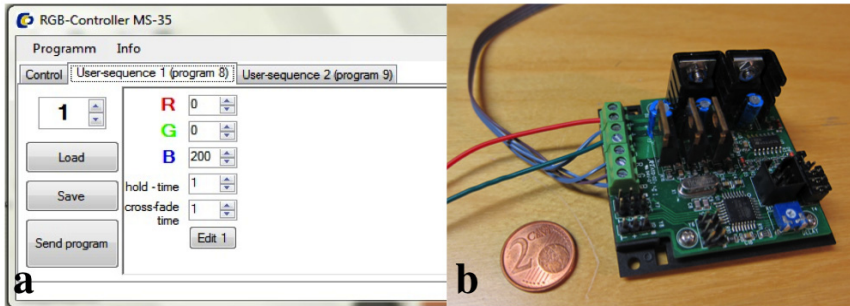 RGB-Controller MS-35
Programm Info
Control User-sequence 1 (program 8) User-sequence 2 (program 9)
1
R 0
G 0
B 200
Load
hold - time 1
Save
cross-fade time 1
Send program
Edit 1
a
b
2